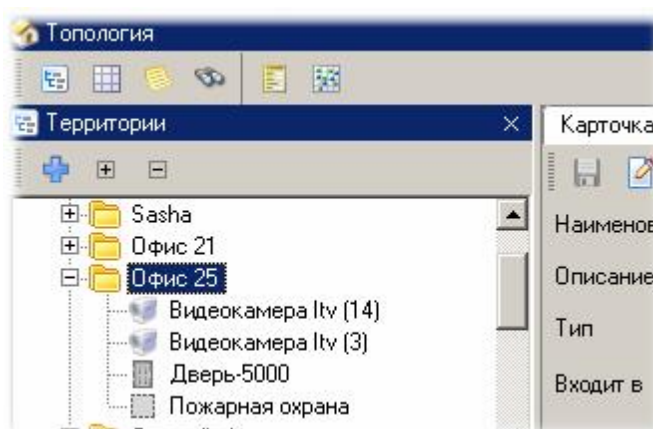 Топология
Территории
Карточка
Sasha
Офис 21
Офис 25
Видеокамера Itv (14)
Видеокамера Itv (3)
Дверь-5000
Пожарная охрана
Наименов
Описание
Тип
Входит в